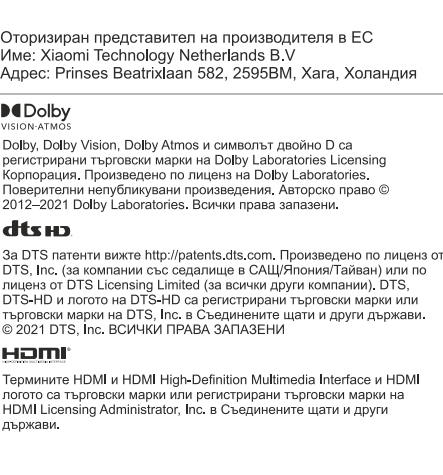 Оторизиран представител на производителя в ЕС
Име: Xiaomi Technology Netherlands B.V
Адрес: Prinses Beatrixlaan 582, 2595BM, Хага, Холандия
Dolby
VISION·ATMOS
Dolby, Dolby Vision, Dolby Atmos и символът двойно D са
регистрирани търговски марки на Dolby Laboratories Licensing
Корпорация. Произведено по лиценз на Dolby Laboratories.
Поверителни непубликувани произведения. Авторско право ©
2012–2021 Dolby Laboratories. Всички права запазени.
dts HD
За DTS патенти вижте http://patents.dts.com. Произведено по лиценз от
DTS, Inc. (за компании със седалище в САЩ/Япония/Тайван) или по
лиценз от DTS Licensing Limited (за всички други компании). DTS,
DTS-HD и логото на DTS-HD са регистрирани търговски марки или
търговски марки на DTS, Inc. в Съединените щати и други държави.
© 2021 DTS, Inc. ВСИЧКИ ПРАВА ЗАПАЗЕНИ
HDMI®
Термините HDMI и HDMI High-Definition Multimedia Interface и HDMI
логото са търговски марки или регистрирани търговски марки на
HDMI Licensing Administrator, Inc. в Съединените щати и други
държави.